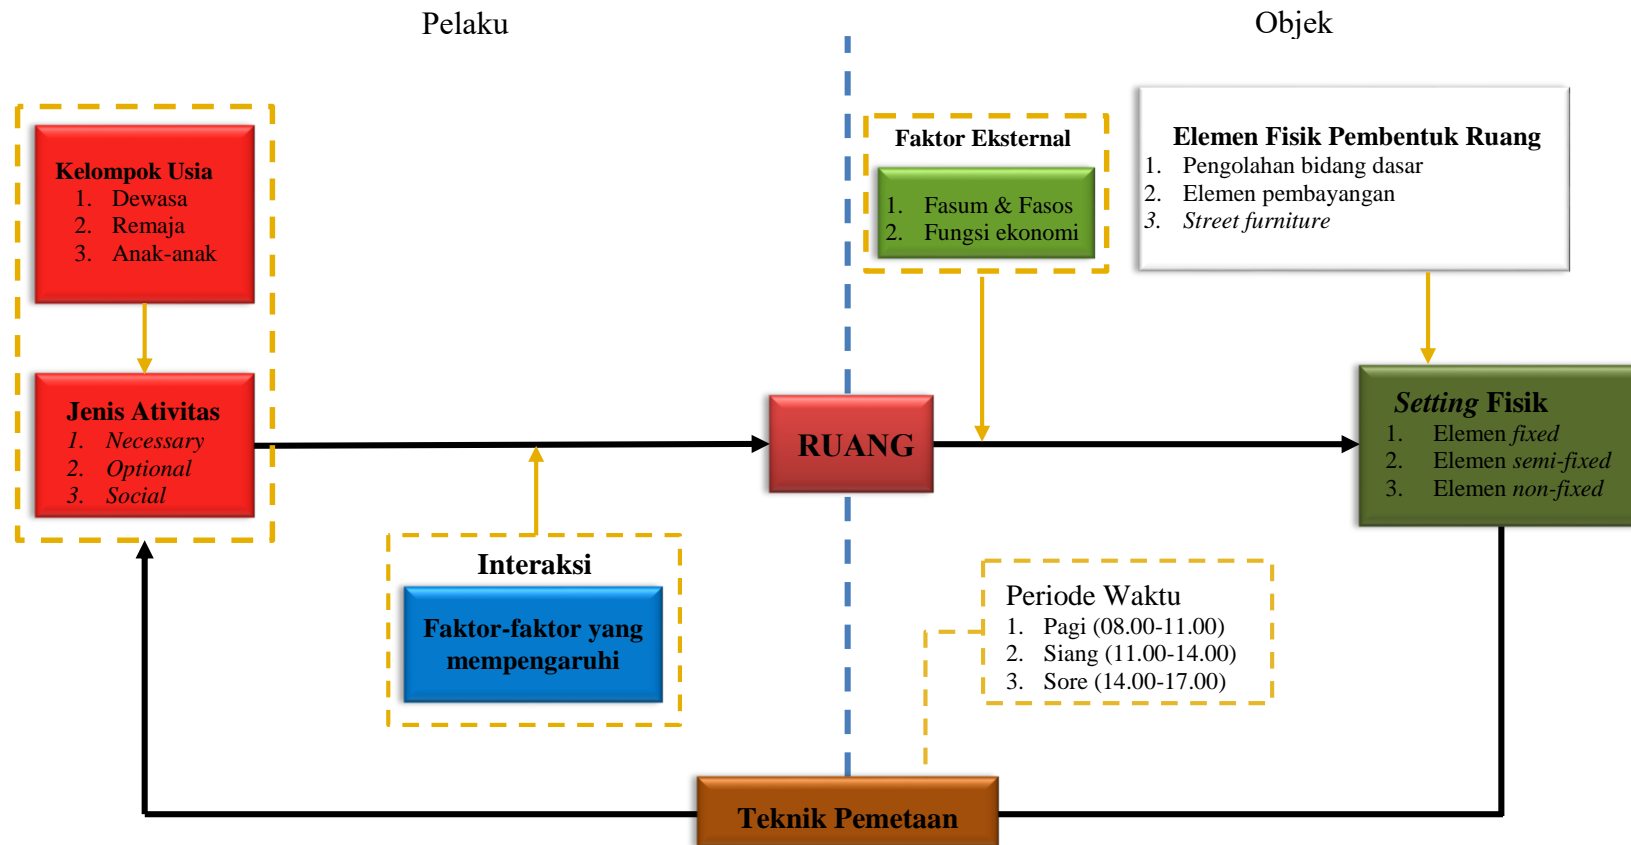 Pelaku
Objek
Kelompok Usia
1. Dewasa
2. Remaja
3. Anak-anak
Faktor Eksternal
1. Fasum & Fasos
2. Fungsi ekonomi
Elemen Fisik Pembentuk Ruang
1. Pengolahan bidang dasar
2. Elemen pembayangan
3. Street furniture
Jenis Ativitas
1. Necessary
2. Optional
3. Social
RUANG
Setting Fisik
1. Elemen fixed
2. Elemen semi-fixed
3. Elemen non-fixed
Interaksi
Faktor-faktor yang
mempengaruhi
Periode Waktu
1. Pagi (08.00-11.00)
2. Siang (11.00-14.00)
3. Sore (14.00-17.00)
Teknik Pemetaan